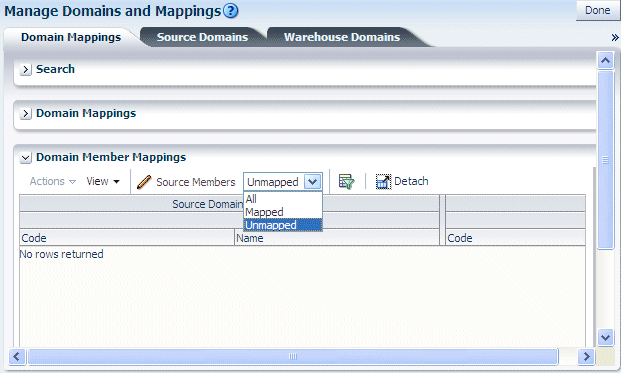 Manage Domains and Mappings ? Done
Domain Mappings Source Domains Warehouse Domains »
Search
Domain Mappings
Domain Member Mappings
Actions View Source Members Unmapped Detach
All
Source Domain
Mapped
Unmapped
Code Name Code
No rows returned